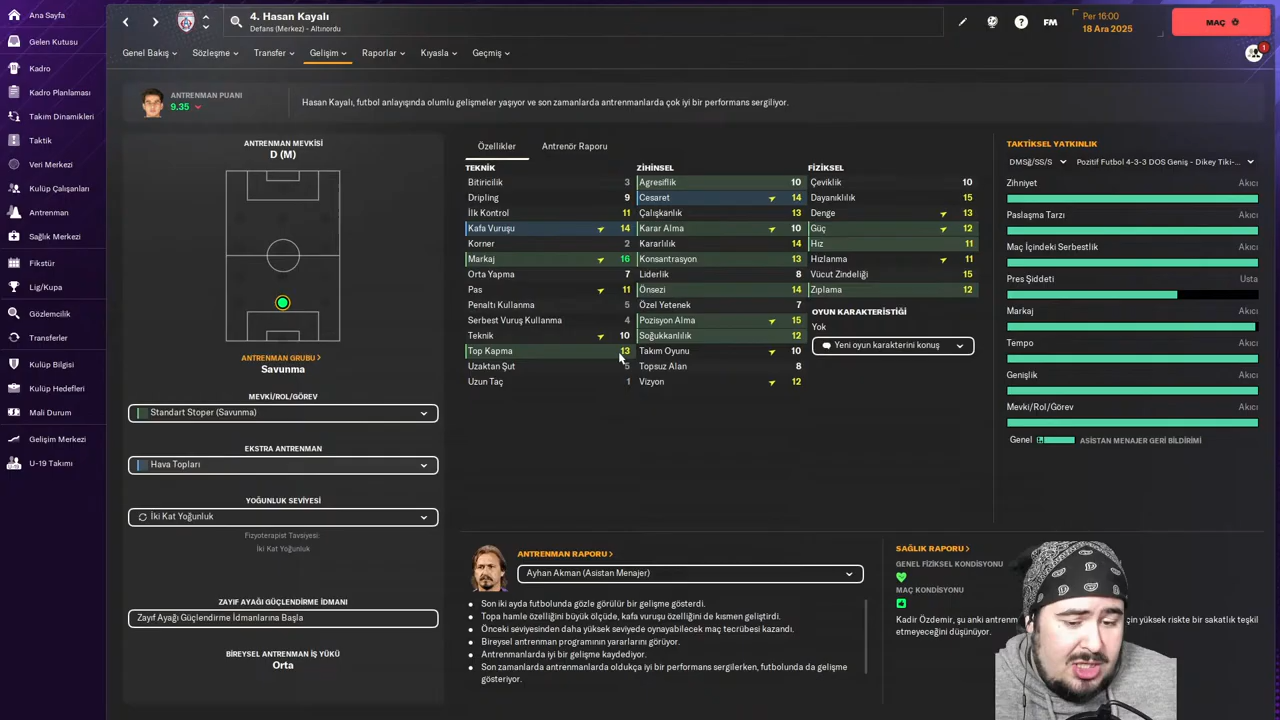 Ana Sayfa
Gelen Kutusu
Kadro
Kadro Planlaması
Takım Dinamikleri
Taktik
Veri Merkezi
Kulüp Çalışanları
Antrenman
Sağlık Merkezi
Fikstür
Lig/Kupa
Gözlemcilik
Transferler
Kulüp Bilgisi
Kulüp Hedefleri
Mali Durum
Gelişim Merkezi
U-19 Takımı
4. Hasan Kayalı
Defans (Merkez) - Altınordu
FM
Per 16:00
18 Ara 2025
MAÇ
1
Genel Bakış
Sözleşme
Transfer
Gelişim
Raporlar
Kıyasla
Geçmiş
ANTRENMAN PUANI
9.35
Hasan Kayalı, futbol anlayışında olumlu gelişmeler yaşıyor ve son zamanlarda antrenmanlarda çok iyi bir performans sergiliyor.
ANTRENMAN MEVKİSİ
D (M)
ANTRENMAN GRUBU >
Savunma
MEVKİ/ROL/GÖREV
Standart Stoper (Savunma)
EKSTRA ANTRENMAN
Hava Topları
YOĞUNLUK SEVİYESİ
İki Kat Yoğunluk
Fizyoterapist Tavsiyesi:
İki Kat Yoğunluk
ZAYIF AYAĞI GÜÇLENDİRME İDMANI
Zayıf Ayağı Güçlendirme İdmanlarına Başla
BİREYSEL ANTRENMAN İŞ YÜKÜ
Orta
Özellikler
Antrenör Raporu
TEKNİK
Bitiricilik 3
Dripling 9
İlk Kontrol 11
Kafa Vuruşu 14
Korner 2
Markaj 16
Orta Yapma 7
Pas 11
Penaltı Kullanma 5
Serbest Vuruş Kullanma 4
Teknik 10
Top Kapma 13
Uzaktan Şut 5
Uzun Taç 1
ZİHİNSEL
Agresiflik 10
Cesaret 14
Çalışkanlık 13
Karar Alma 10
Kararlılık 14
Konsantrasyon 13
Liderlik 8
Önsezi 14
Özel Yetenek 7
Pozisyon Alma 15
Soğukkanlılık 12
Takım Oyunu 10
Topsuz Alan 8
Vizyon 12
FİZİKSEL
Çeviklik 10
Dayanıklılık 15
Denge 13
Güç 12
Hız 11
Hızlanma 11
Vücut Zindeliği 15
Zıplama 12
OYUN KARAKTERİSTİĞİ
Yok
Yeni oyun karakterini konuş
TAKTİKSEL YATKINLIK
DMSğ/SS/S
Pozitif Futbol 4-3-3 DOS Geniş - Dikey Tiki-...
Zihniyet Akıcı
Paslaşma Tarzı Akıcı
Maç İçindeki Serbestlik Akıcı
Pres Şiddeti Usta
Markaj Akıcı
Tempo Akıcı
Genişlik Akıcı
Mevki/Rol/Görev Akıcı
Genel
ASİSTAN MENAJER GERİ BİLDİRİMİ
ANTRENMAN RAPORU >
Ayhan Akman (Asistan Menajer)
• Son iki ayda futbolunda gözle görülür bir gelişme gösterdi.
• Topa hamle özelliğini büyük ölçüde, kafa vuruşu özelliğini de kısmen geliştirdi.
• Önceki seviyesinden daha yüksek seviyede oynayabilecek maç tecrübesi kazandı.
• Bireysel antrenman programının yararlarını görüyor.
• Antrenmanlarda iyi bir gelişme kaydediyor.
• Son zamanlarda antrenmanlarda oldukça iyi bir performans sergilerken, futbolunda da gelişme
gösteriyor.
SAĞLIK RAPORU >
GENEL FİZİKSEL KONDİSYONU
MAÇ KONDİSYONU
Kadir Özdemir, şu anki antrenm için yüksek riskte bir sakatlık teşkil
etmeyeceğini düşünüyor.